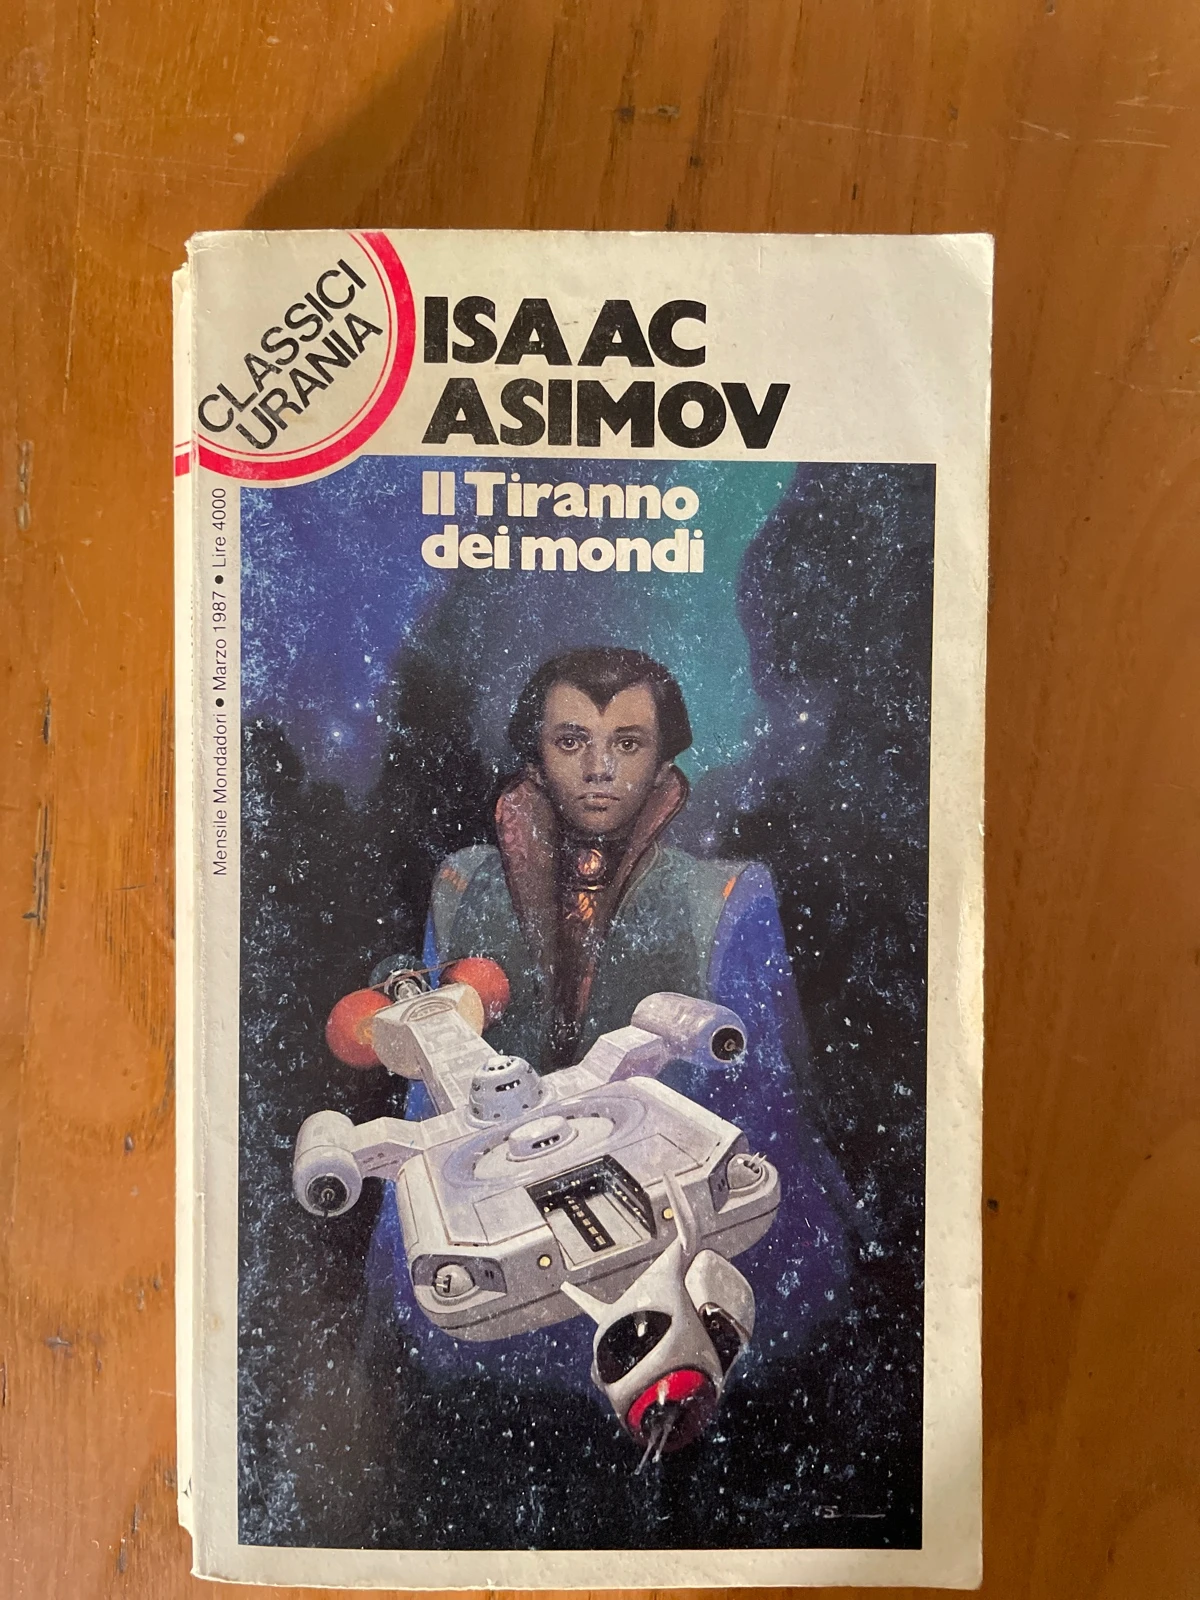 CLASSICI
URANIA
ISAAC
ASIMOV
Il Tiranno
dei mondi
Mensile Mondadori • Marzo 1987 • Lire 4000